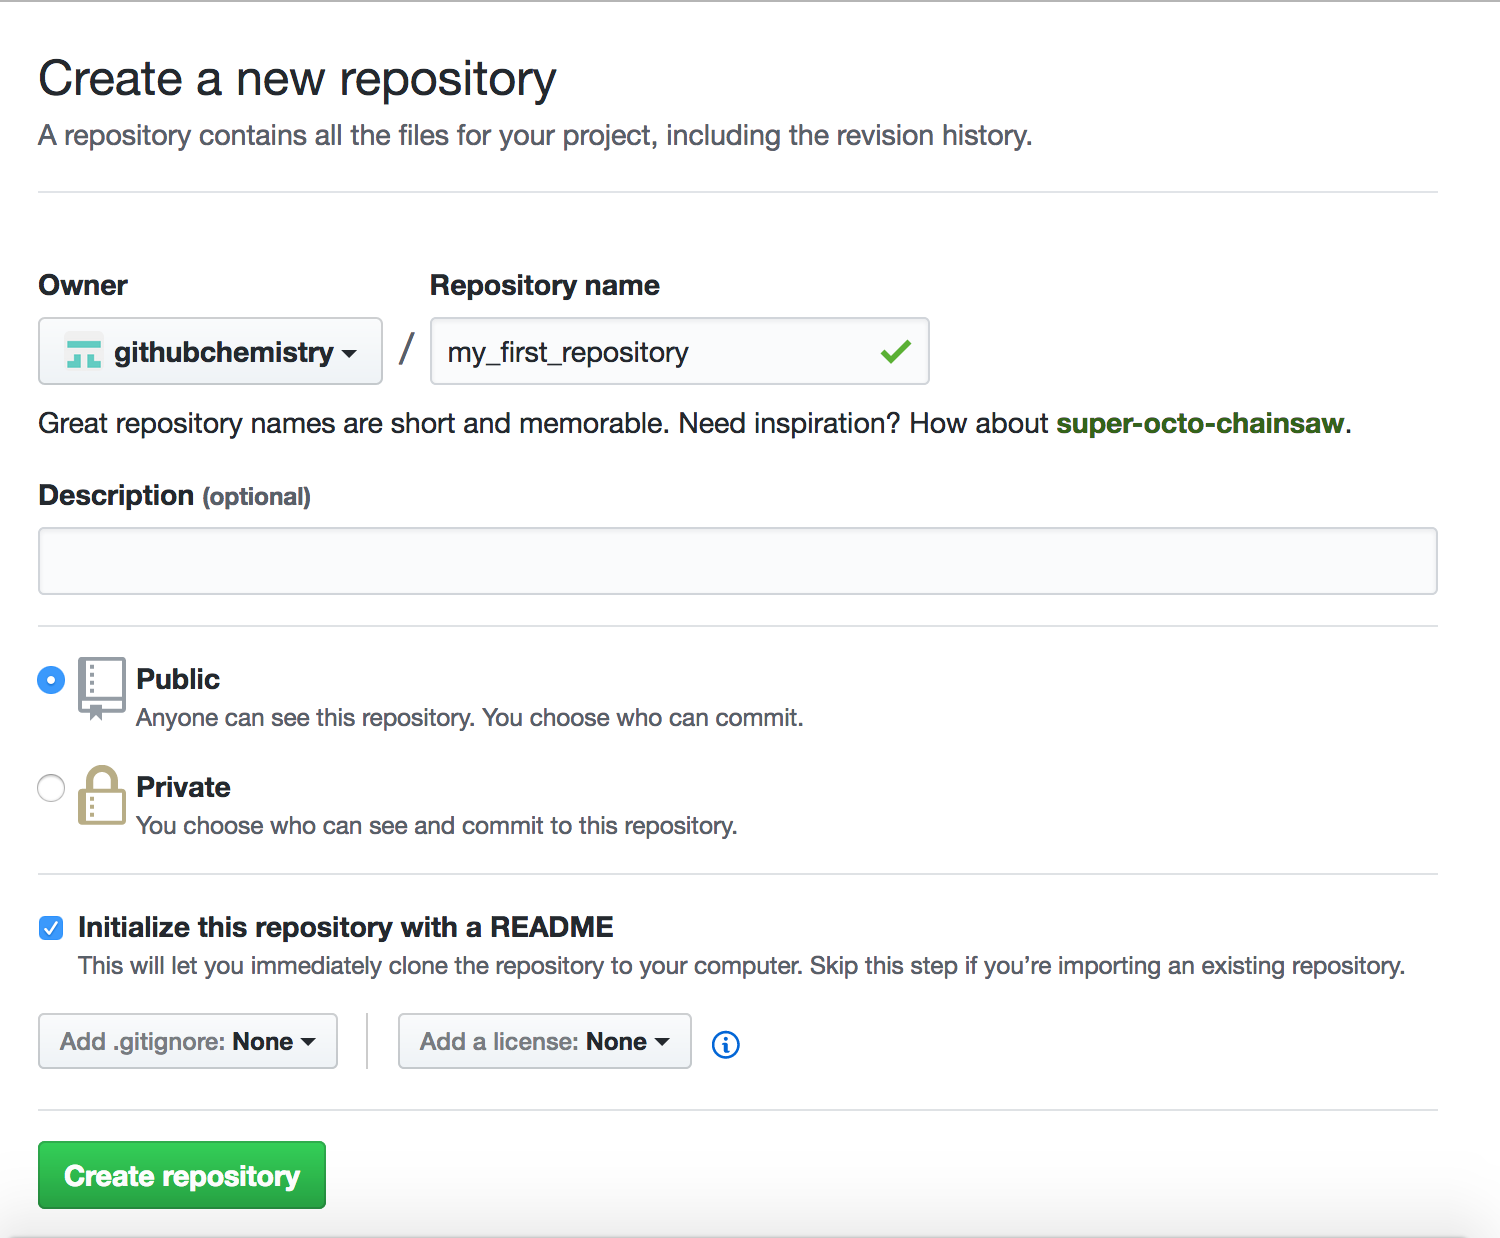 Create a new repository
A repository contains all the files for your project, including the revision history.
Owner
Repository name
githubchemistry / my_first_repository
Great repository names are short and memorable. Need inspiration? How about super-octo-chainsaw.
Description (optional)
Public
Anyone can see this repository. You choose who can commit.
Private
You choose who can see and commit to this repository.
Initialize this repository with a README
This will let you immediately clone the repository to your computer. Skip this step if you’re importing an existing repository.
Add .gitignore: None
Add a license: None
Create repository